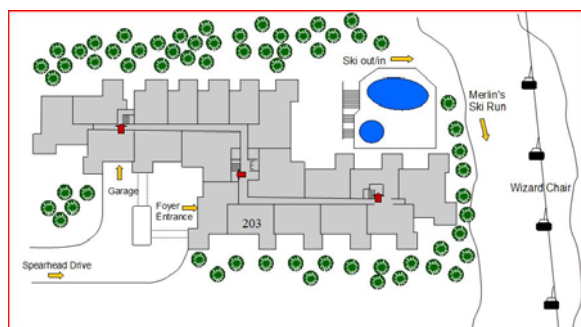 Ski out/in
Merlin's
Ski Run
Wizard Chair
Garage
Foyer
Entrance
203
Spearhead Drive